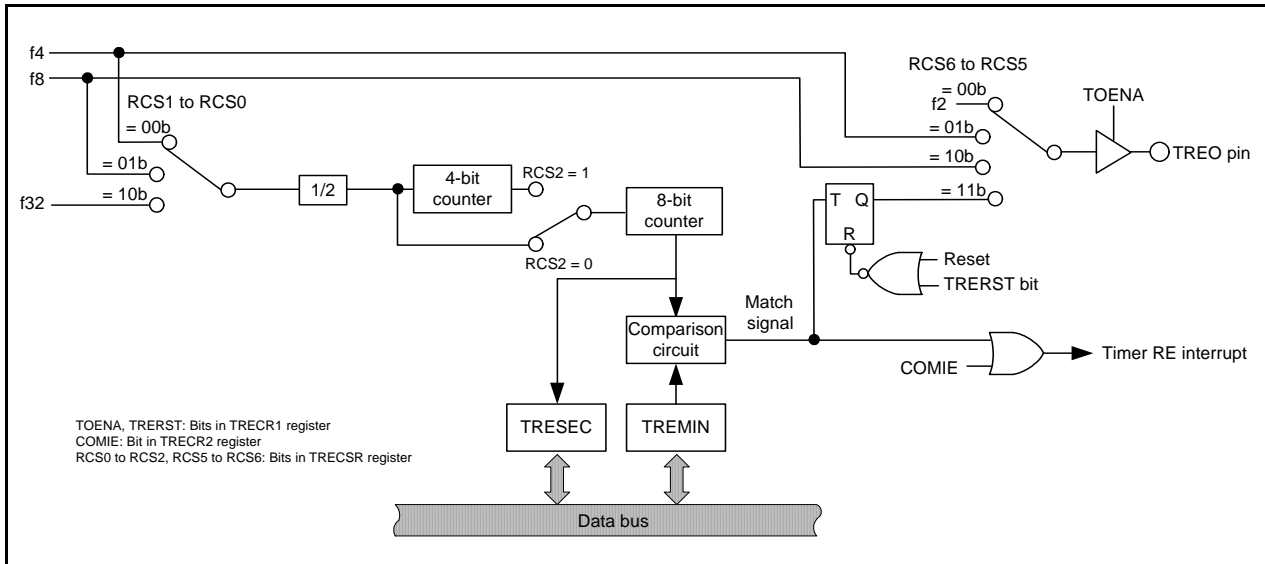 f4
f8
RCS1 to RCS0
= 00b
= 01b
= 10b
f32
1/2
4-bit
counter
RCS2 = 1
RCS2 = 0
8-bit
counter
RCS6 to RCS5
= 00b
f2
= 01b
= 10b
= 11b
TOENA
TREO pin
T Q
R
Reset
TRERST bit
Match
signal
Comparison
circuit
COMIE
Timer RE interrupt
TRESEC
TREMIN
TOENA, TRERST: Bits in TRECR1 register
COMIE: Bit in TRECR2 register
RCS0 to RCS2, RCS5 to RCS6: Bits in TRECSR register
Data bus